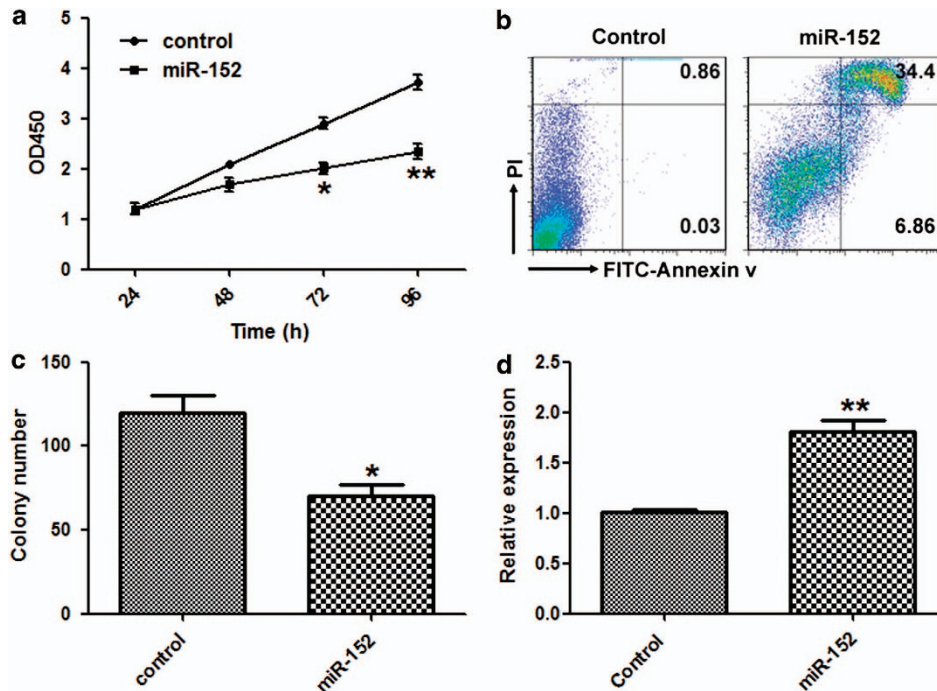 a
5
4
3
2
1
0
OD450
control
miR-152
*
**
24
48
72
96
Time (h)
b
Control
miR-152
0.86
0.03
34.4
6.86
PI
FITC-Annexin v
c
150
100
50
0
Colony number
*
control
miR-152
d
2.5
2.0
1.5
1.0
0.5
0.0
Relative expression
**
Control
miR-152